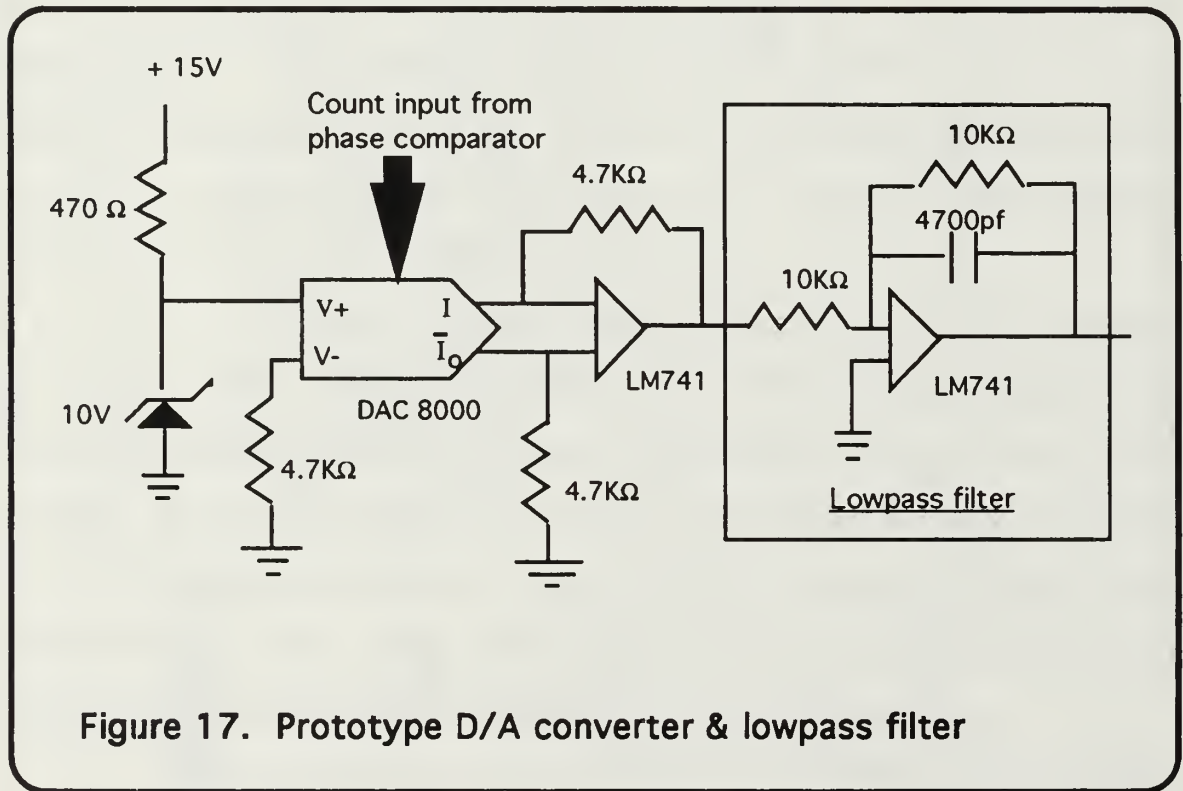 + 15V
Count input from
phase comparator
470 Ω
4.7KΩ
10KΩ
4700pf
10KΩ
V+
I
V-
I̅o
LM741
LM741
10V
DAC 8000
4.7KΩ
4.7KΩ
Lowpass filter
Figure 17. Prototype D/A converter & lowpass filter